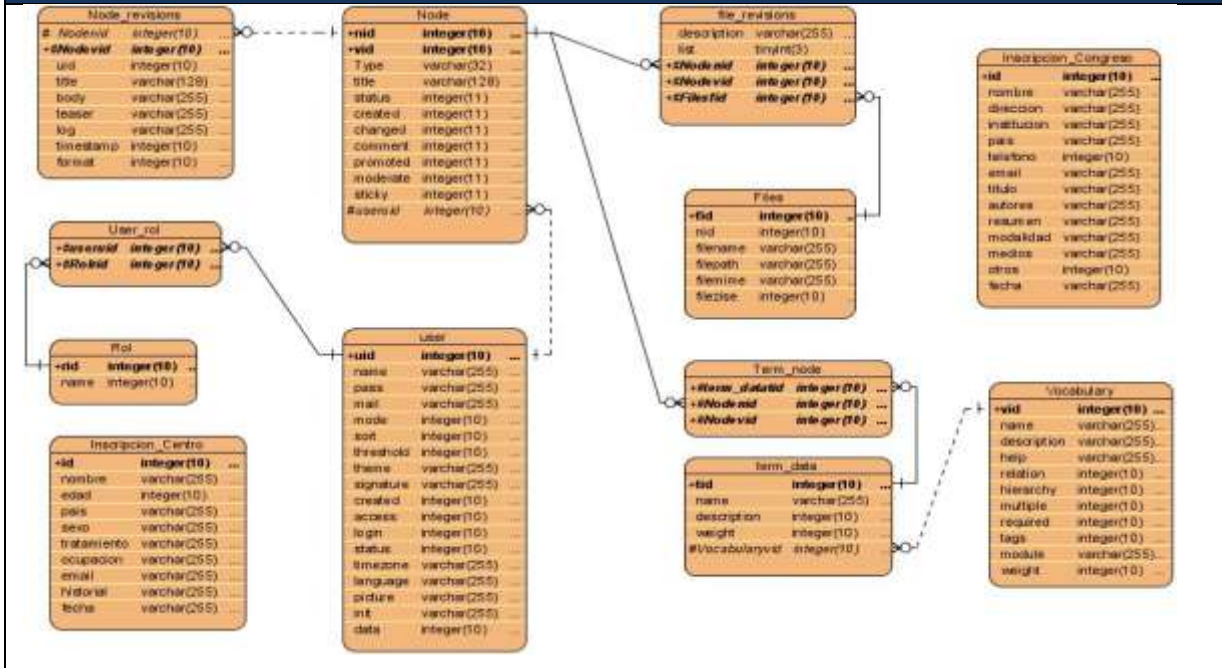 Node_revisions
# Nodenid integer(10)
+#Nodevid integer(10) ...
uid integer(10)
title varchar(128)
body varchar(255)
teaser varchar(255)
log varchar(255)
timestamp integer(10)
format integer(10)
Node
+nid integer(10) ...
+vid integer(10) ...
Type varchar(32)
title varchar(128)
status integer(11)
created integer(11)
changed integer(11)
comment integer(11)
promoted integer(11)
moderate integer(11)
sticky integer(11)
#usersid integer(10)
file_revisions
description varchar(255)
list tinyint(3)
+#Nodenid integer(10) ...
+#Nodevid integer(10) ...
+#Filesfid integer(10) ...
Inscripcion_Congreso
+id integer(10) ...
nombre varchar(255)
direccion varchar(255)
institucion varchar(255)
pais varchar(255)
telefono integer(10)
email varchar(255)
titulo varchar(255)
autores varchar(255)
resumen varchar(255)
modalidad varchar(255)
medios varchar(255)
otros integer(10)
fecha varchar(255)
User_rol
+#usersuid integer(10) ...
+#Rolrid integer(10) ...
Files
+fid integer(10) ...
nid integer(10)
filename varchar(255)
filepath varchar(255)
filemime varchar(255)
filezise integer(10)
Rol
+rid integer(10) ...
name integer(10)
user
+uid integer(10) ...
name varchar(255)
pass varchar(255)
mail varchar(255)
mode integer(10)
sort integer(10)
threshold integer(10)
theme varchar(255)
signature varchar(255)
created integer(10)
access integer(10)
login integer(10)
status integer(10)
timezone varchar(255)
language varchar(255)
picture varchar(255)
init varchar(255)
data integer(10)
Term_node
+#term_datatid integer(10) ...
+#Nodenid integer(10) ...
+#Nodevid integer(10) ...
Vocabulary
+vid integer(10) ...
name varchar(255)
description varchar(255)
help varchar(255)
relation integer(10)
hierarchy integer(10)
multiple integer(10)
required integer(10)
tags integer(10)
module varchar(255)
weight integer(10)
Inscripcion_Centro
+id integer(10) ...
nombre varchar(255)
edad integer(10)
pais varchar(255)
sexo varchar(255)
tratamiento varchar(255)
ocupacion varchar(255)
email varchar(255)
historial varchar(255)
fecha varchar(255)
term_data
+tid integer(10) ...
name varchar(255)
description integer(10)
weight integer(10)
#Vocabularyvid integer(10)